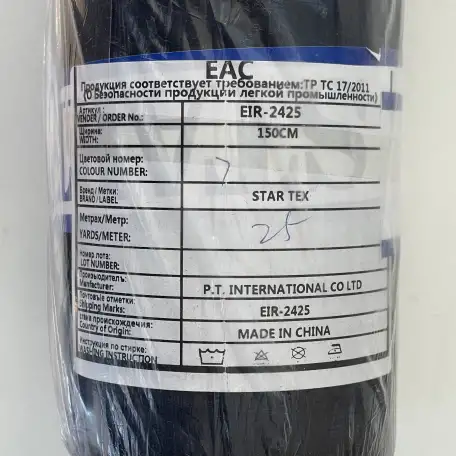 EAC
Продукция соответствует требованием:ТР ТС 17/2011
(О Безопасности продукции легкой промышленности)
Артикул :
VENDER / ORDER No.: EIR-2425
Ширина:
WIDTH: 150CM
Цветовой номер:
COLOUR NUMBER: 7
Бренд / Метки:
BRAND / LABEL STAR TEX
Метрах/Метр:
YARDS/METER: 25
Номер лота:
LOT NUMBER:
Производитель:
Manufacturer: P.T. INTERNATIONAL CO LTD
Почтовые отметки:
Shipping Marks: EIR-2425
Страна происхождения:
Country of Origin: MADE IN CHINA
Инструкция по стирке:
WASHING INSTRUCTION